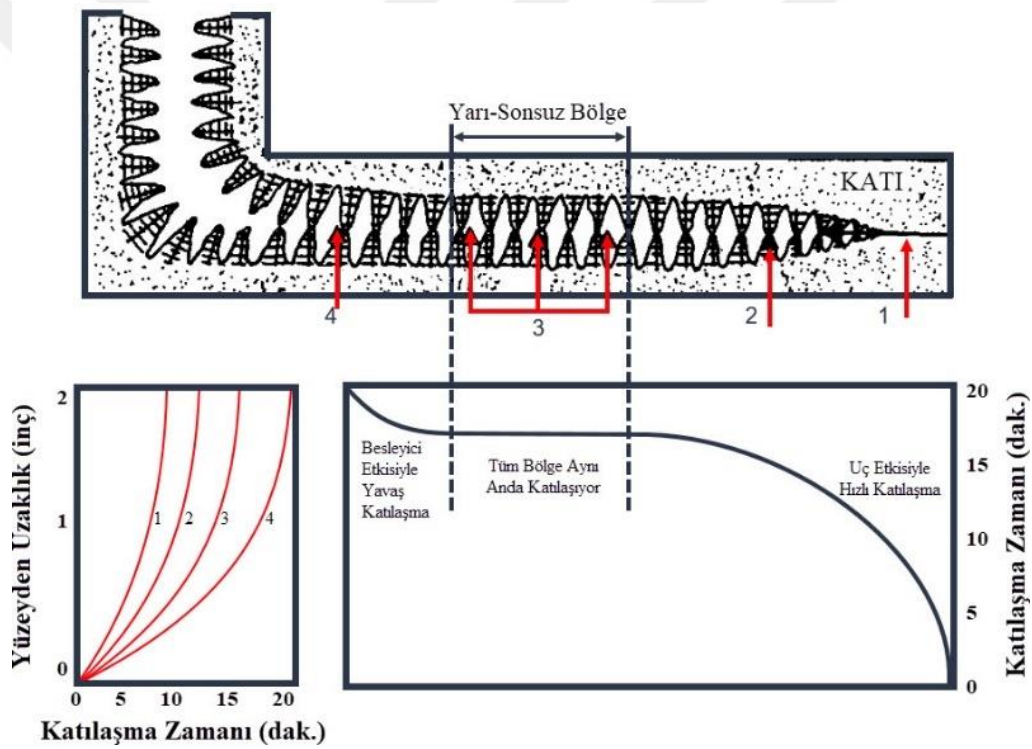 Yarı-Sonsuz Bölge
KATI
4
3
2
1
Yüzeyden Uzaklık (inç)
2
1
0
1
2
3
4
0
5
10
15
20
Katılaşma Zamanı (dak.)
Besleyici
Etkisiyle
Yavaş
Katılaşma
Tüm Bölge Aynı
Anda Katılaşıyor
Uç Etkisiyle
Hızlı Katılaşma
20
15
10
5
0
Katılaşma Zamanı (dak.)